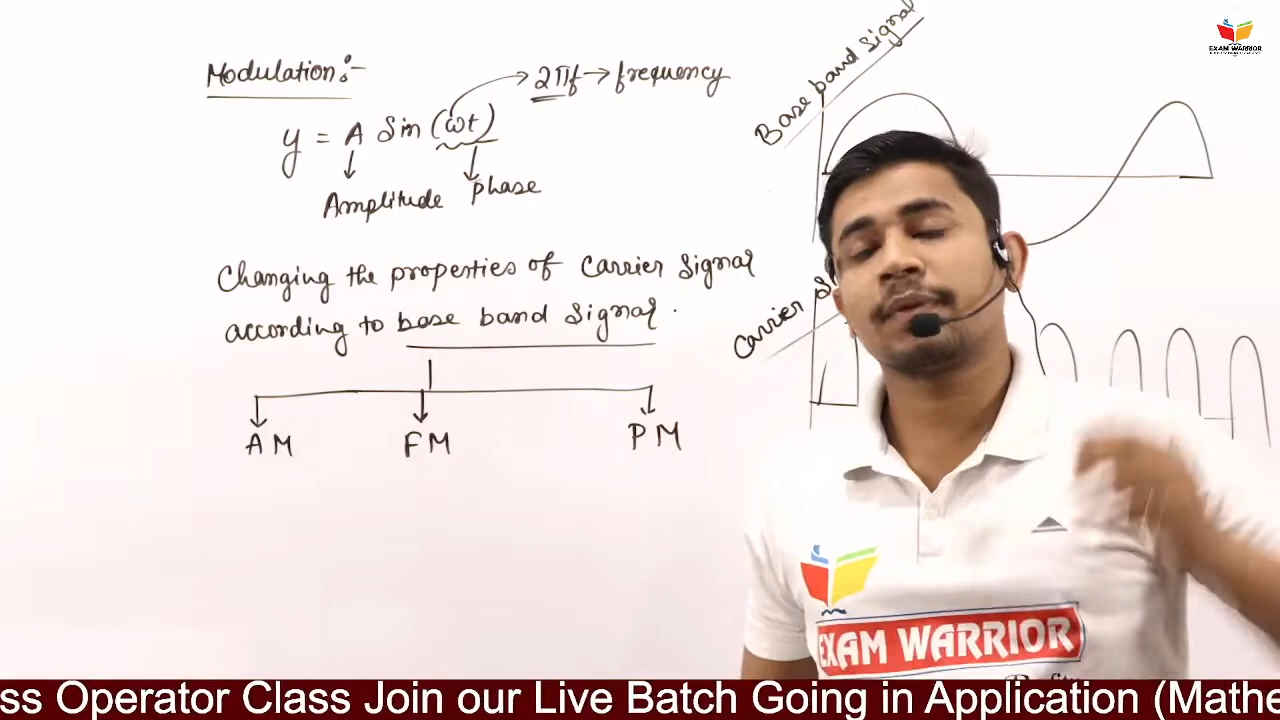 Modulation :-
y = A Sin (ωt)
2πf → frequency
Amplitude
phase
Changing the properties of Carrier Signal
according to base band Signal .
AM
FM
PM
Base band Signal
Carrier S
EXAM WARRIOR
EXAM WARRIOR
ss Operator Class Join our Live Batch Going in Application (Mathe